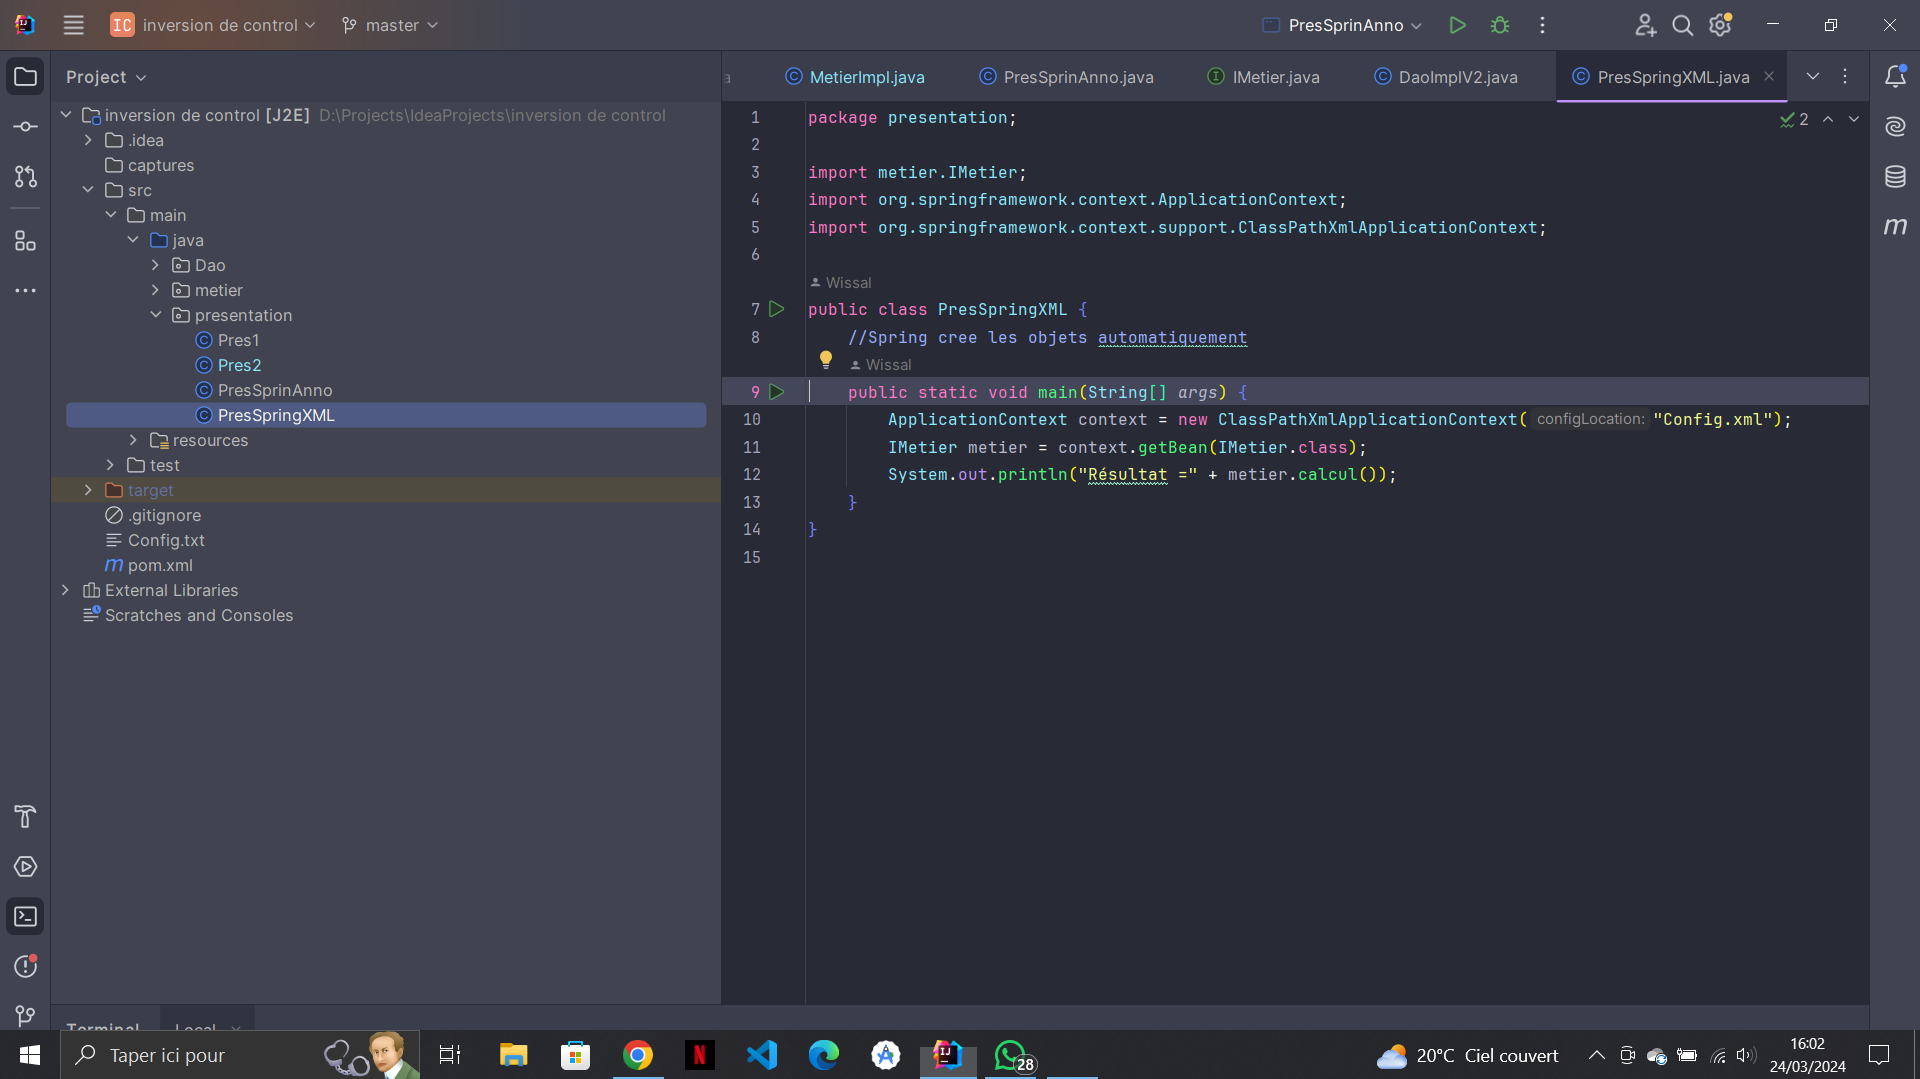 IC inversion de control
master
PresSprinAnno
Project
a
MetierImpl.java
PresSprinAnno.java
IMetier.java
DaoImplV2.java
PresSpringXML.java
inversion de control [J2E] D:\Projects\IdeaProjects\inversion de control
.idea
captures
src
main
java
Dao
metier
presentation
Pres1
Pres2
PresSprinAnno
PresSpringXML
resources
test
target
.gitignore
Config.txt
m pom.xml
External Libraries
Scratches and Consoles
2
1 package presentation;
2
3 import metier.IMetier;
4 import org.springframework.context.ApplicationContext;
5 import org.springframework.context.support.ClassPathXmlApplicationContext;
6
Wissal
7 public class PresSpringXML {
8 //Spring cree les objets automatiquement
Wissal
9 public static void main(String[] args) {
10 ApplicationContext context = new ClassPathXmlApplicationContext( configLocation: "Config.xml");
11 IMetier metier = context.getBean(IMetier.class);
12 System.out.println("Résultat =" + metier.calcul());
13 }
14 }
15
m
Terminal
Local
Taper ici pour
N
28
20°C Ciel couvert
16:02
24/03/2024